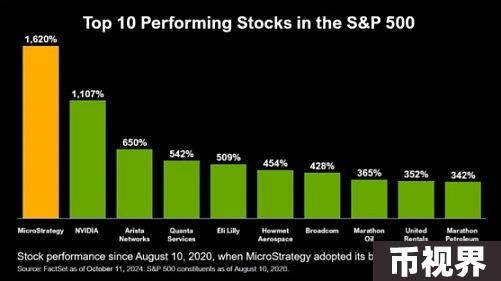 Top 10 Performing Stocks in the S&P 500
1,620%
1,107%
650%
542%
509%
454%
428%
365%
352%
342%
MicroStrategy
NVIDIA
Arista
Networks
Quanta
Services
Eli Lilly
Howmet
Aerospace
Broadcom
Marathon
Oil
United
Rentals
Marathon
Petroleum
Stock performance since August 10, 2020, when MicroStrategy adopted its b
Source: FactSet as of October 11, 2024. S&P 500 constituents as of August 10, 2020.
币视界